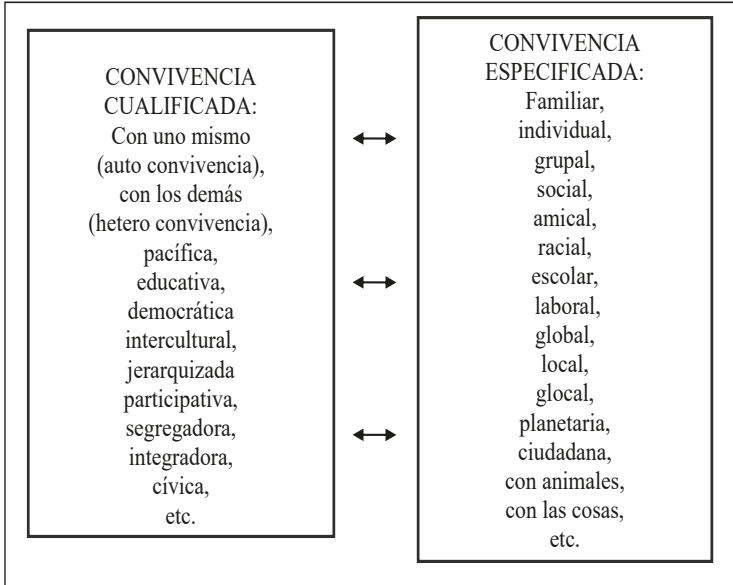 CONVIVENCIA
CUALIFICADA:
Con uno mismo
(auto convivencia),
con los demás
(hetero convivencia),
pacífica,
educativa,
democrática
intercultural,
jerarquizada
participativa,
segregadora,
integradora,
cívica,
etc.
CONVIVENCIA
ESPECIFICADA:
Familiar,
individual,
grupal,
social,
amical,
racial,
escolar,
laboral,
global,
local,
glocal,
planetaria,
ciudadana,
con animales,
con las cosas,
etc.